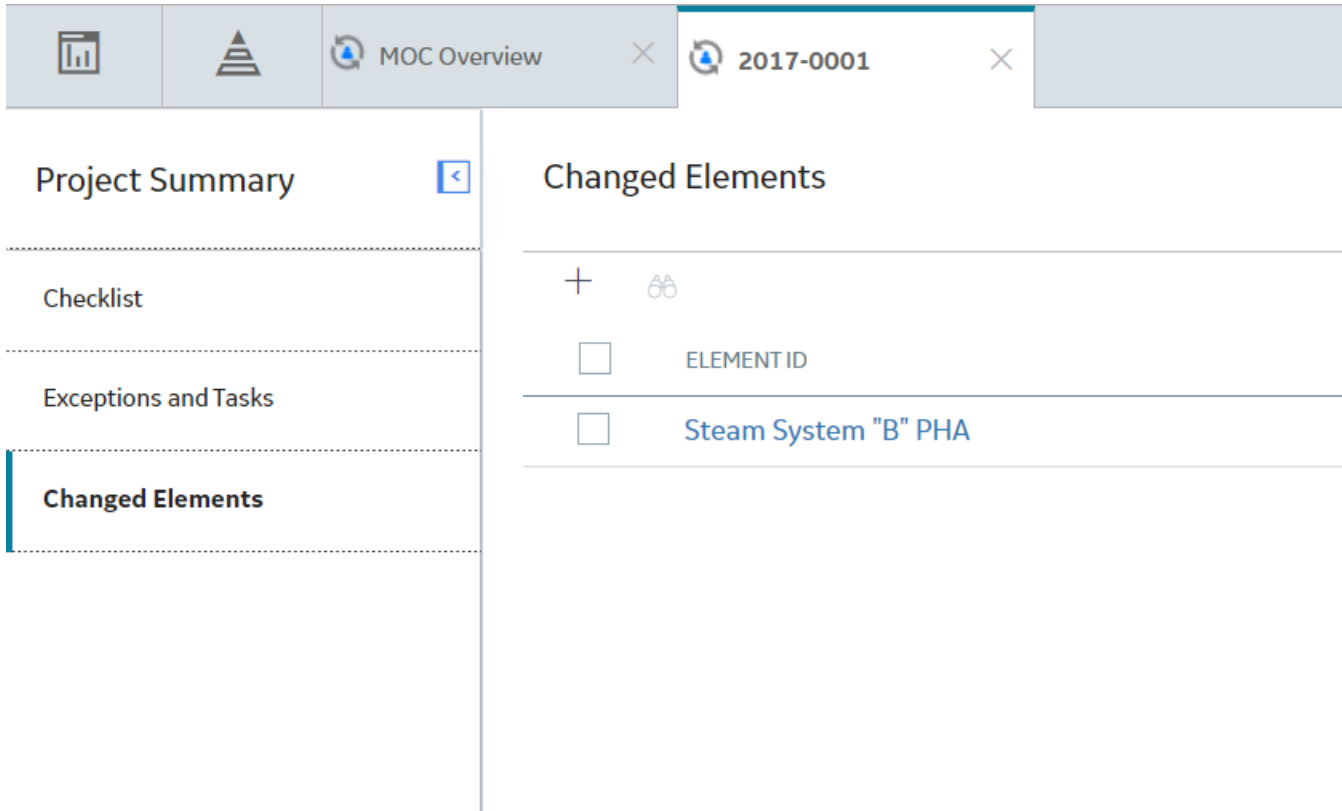 MOC Overview
2017-0001
Project Summary
Changed Elements
Checklist
ELEMENT ID
Exceptions and Tasks
Steam System "B" PHA
Changed Elements